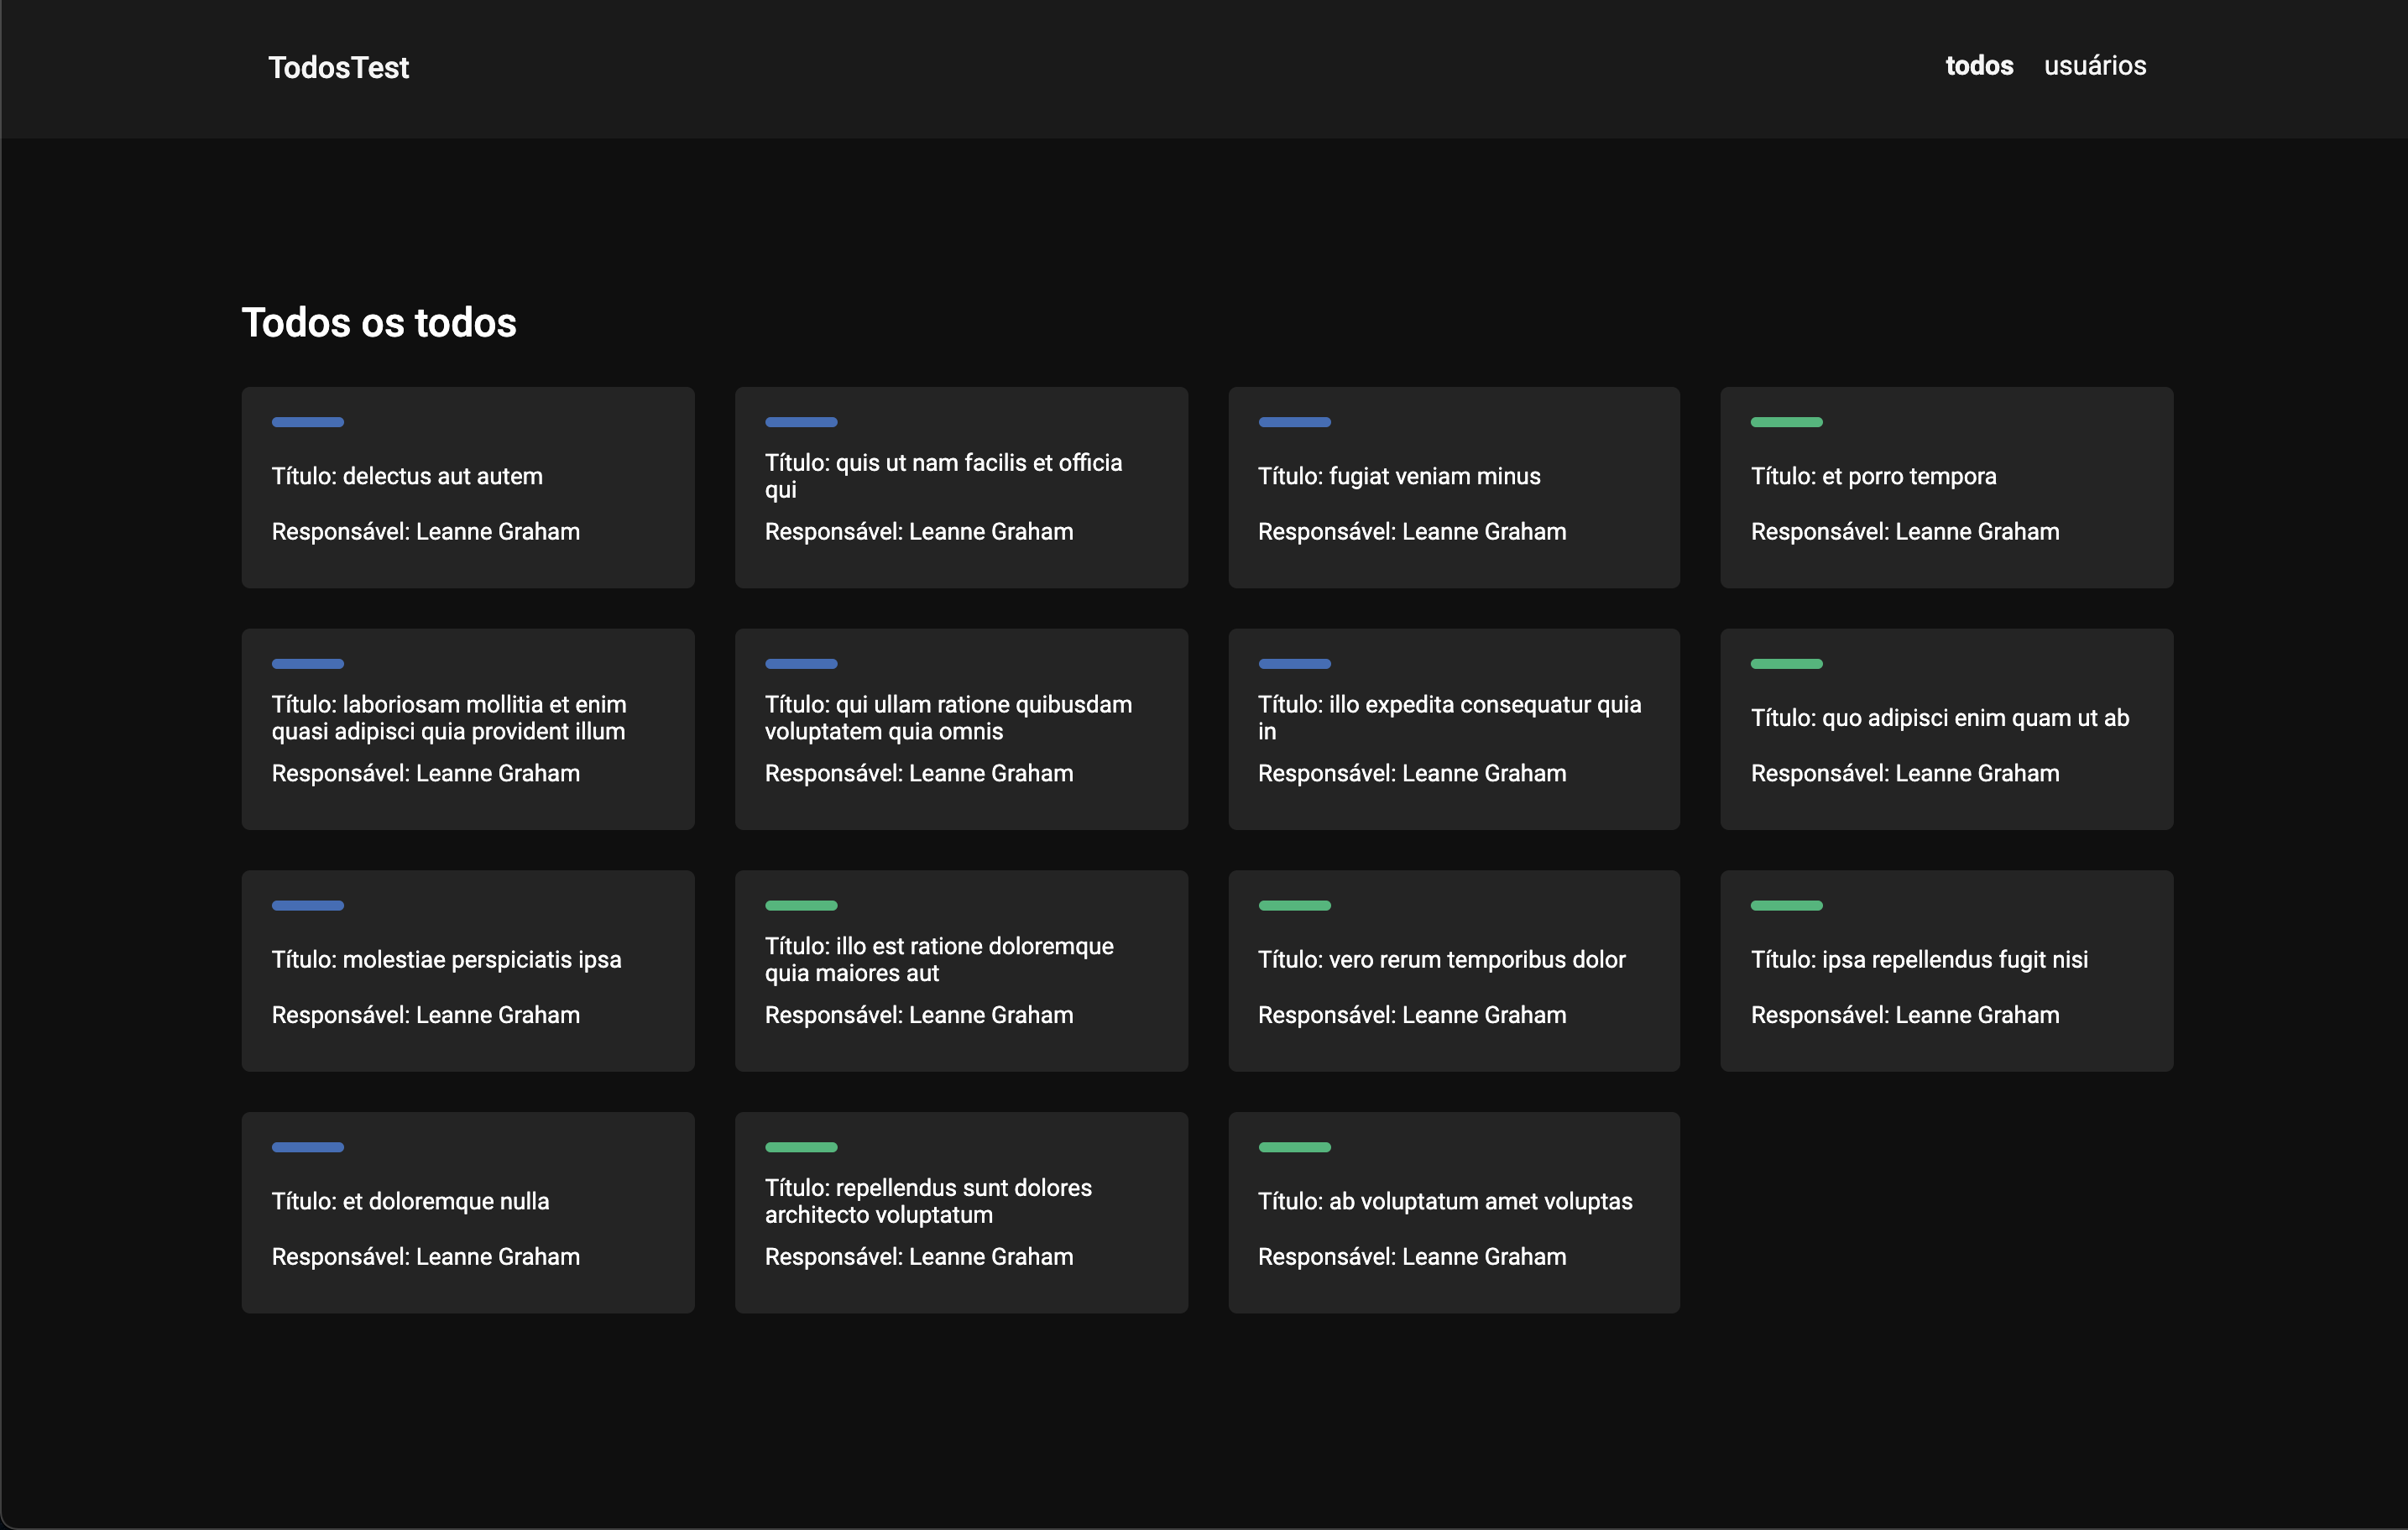 TodosTest
todos usuários
Todos os todos
Título: delectus aut autem
Responsável: Leanne Graham
Título: quis ut nam facilis et officia
qui
Responsável: Leanne Graham
Título: fugiat veniam minus
Responsável: Leanne Graham
Título: et porro tempora
Responsável: Leanne Graham
Título: laboriosam mollitia et enim
quasi adipisci quia provident illum
Responsável: Leanne Graham
Título: qui ullam ratione quibusdam
voluptatem quia omnis
Responsável: Leanne Graham
Título: illo expedita consequatur quia
in
Responsável: Leanne Graham
Título: quo adipisci enim quam ut ab
Responsável: Leanne Graham
Título: molestiae perspiciatis ipsa
Responsável: Leanne Graham
Título: illo est ratione doloremque
quia maiores aut
Responsável: Leanne Graham
Título: vero rerum temporibus dolor
Responsável: Leanne Graham
Título: ipsa repellendus fugit nisi
Responsável: Leanne Graham
Título: et doloremque nulla
Responsável: Leanne Graham
Título: repellendus sunt dolores
architecto voluptatum
Responsável: Leanne Graham
Título: ab voluptatum amet voluptas
Responsável: Leanne Graham